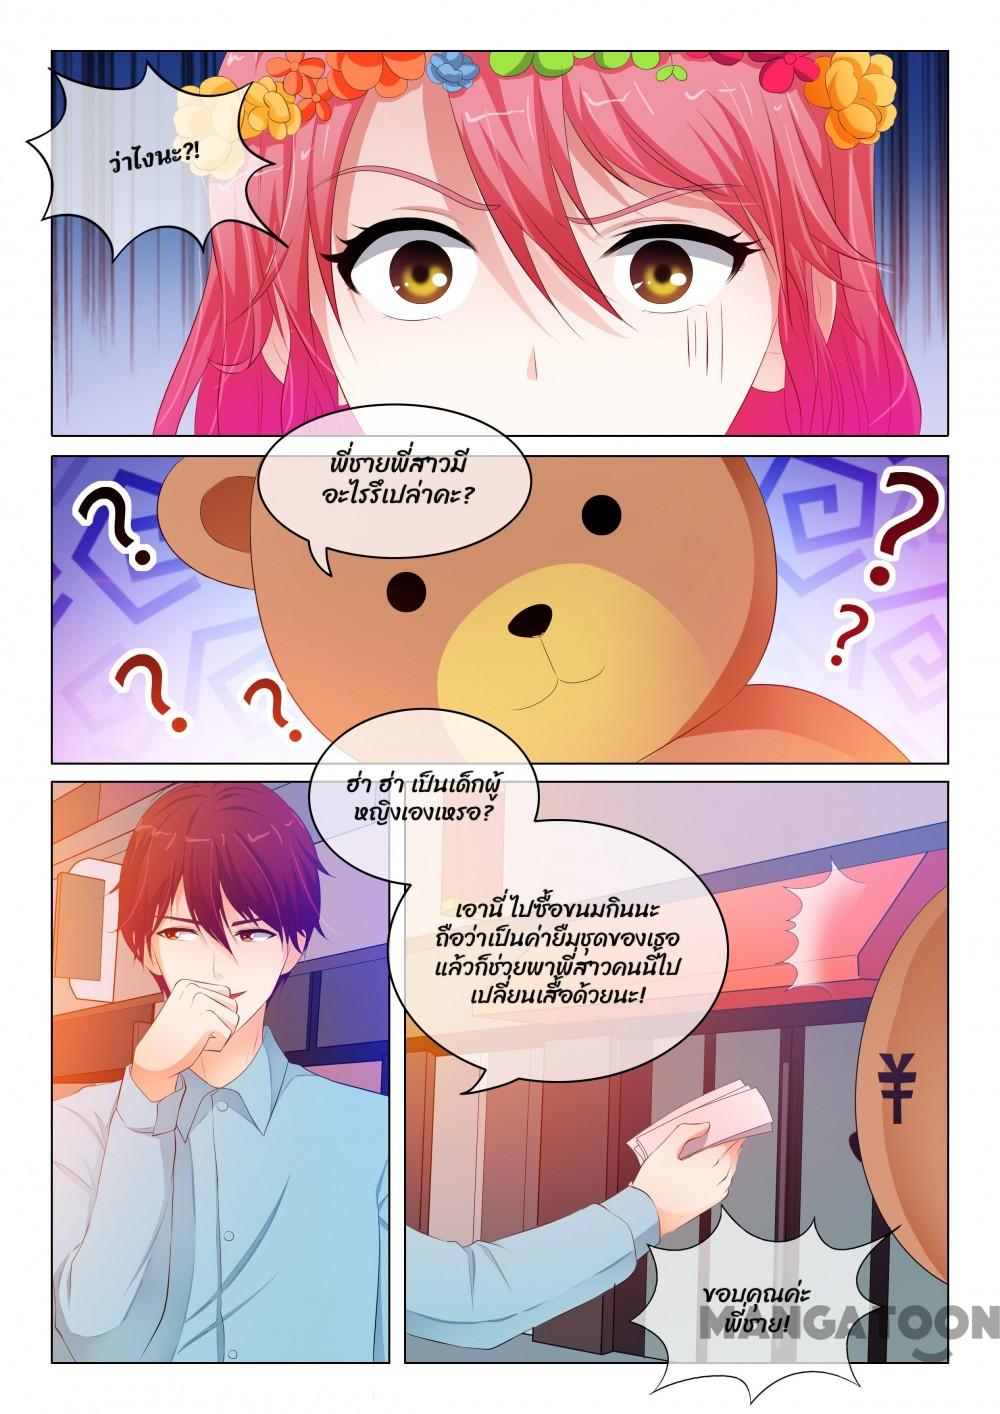 ว่าไงนะ?!
พี่ชายพี่สาวมี
อะไรรึเปล่าคะ?
ฮ่า ฮ่า เป็นเด็กผู้
หญิงเองเหรอ?
เอานี่ ไปซื้อขนมกินนะ
ถือว่าเป็นค่ายืมชุดของเธอ
แล้วก็ช่วยพาพี่สาวคนนี้ไป
เปลี่ยนเสื้อด้วยนะ!
¥
ขอบคุณค่ะ
พี่ชาย!
MANGATOON